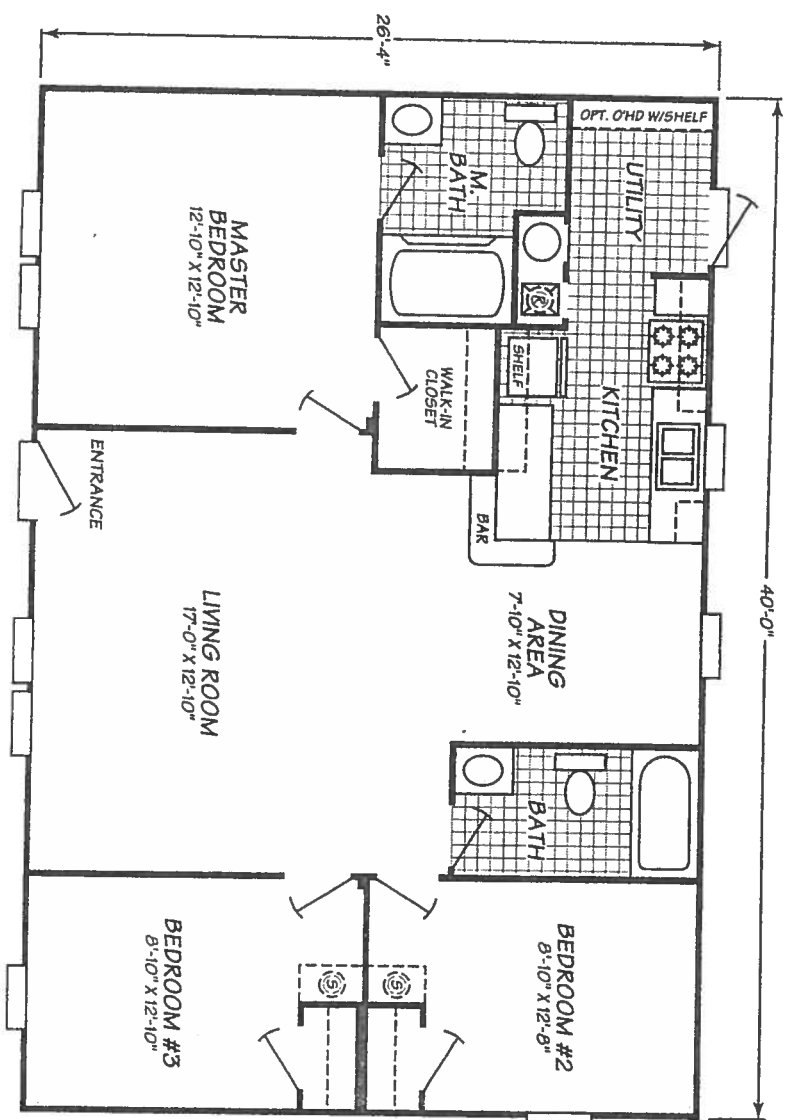 40'-0"
26'-4"
OPT. O'HD W/SHELF
UTILITY
KITCHEN
DINING
AREA
7'-10" X 12'-10"
BATH
BEDROOM #2
8'-10" X 12'-8"
M.
BATH
R
SHELF
BAR
WALK-IN
CLOSET
S
S
MASTER
BEDROOM
12'-10" X 12'-10"
LIVING ROOM
17'-0" X 12'-10"
BEDROOM #3
8'-10" X 12'-10"
ENTRANCE